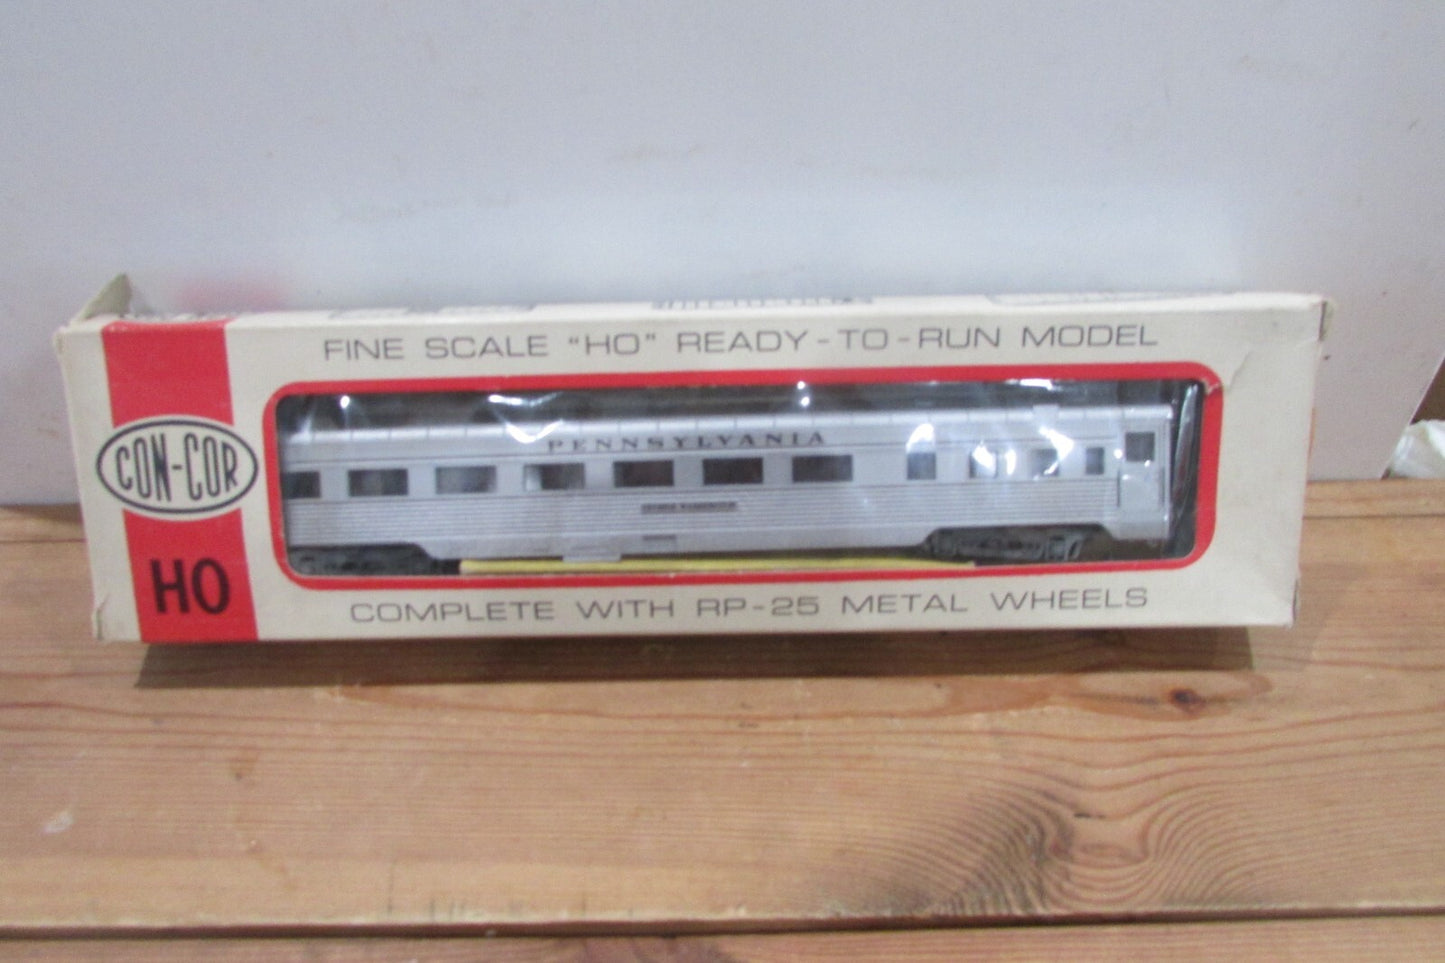 FINE SCALE "HO" READY-TO-RUN MODEL
CON-COR
HO
PENNSYLVANIA
COMPLETE WITH RP-25 METAL WHEELS